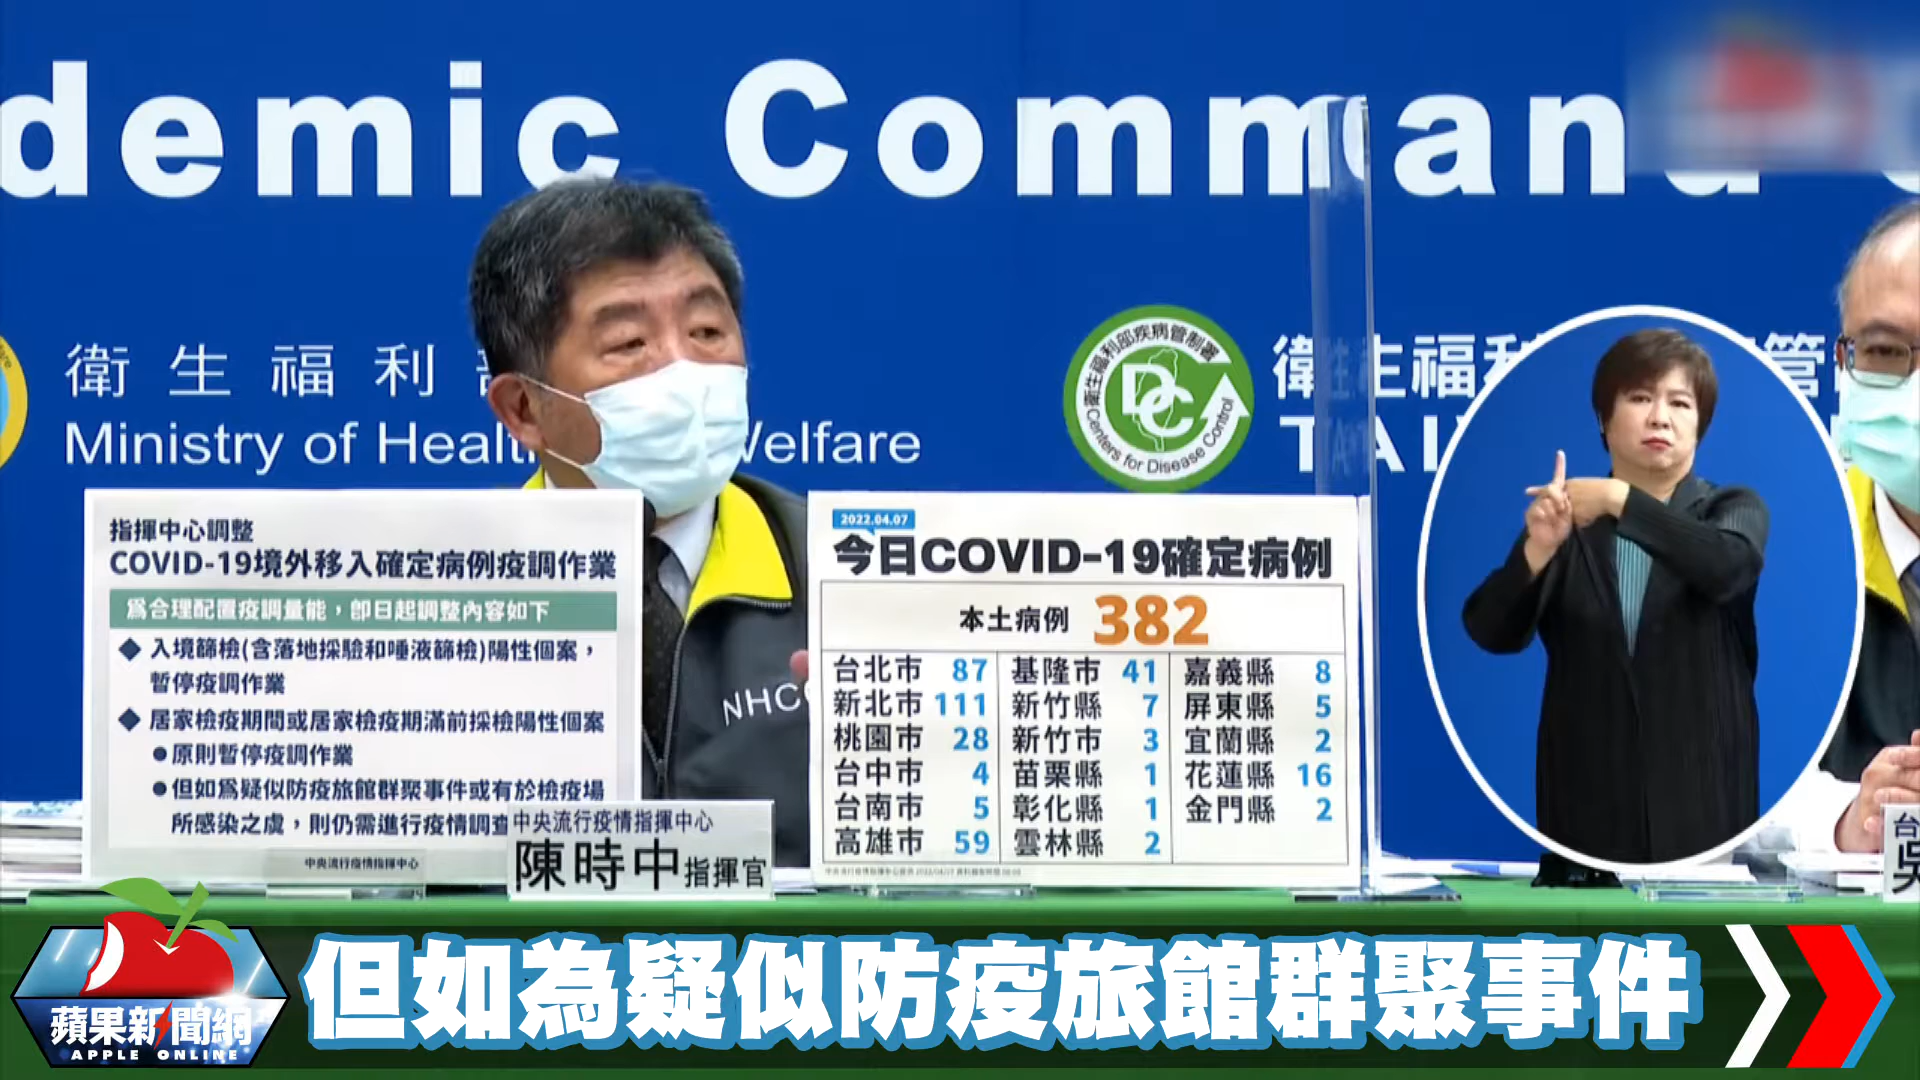 demic Comman
衛生福利部
Ministry of Health Welfare
衛生福利部疾病管制署
Centers for Disease Control
DC
衛生福利 管
TAI
指揮中心調整
COVID-19境外移入確定病例疫調作業
為合理配置疫調量能，即日起調整內容如下
◆ 入境篩檢(含落地採驗和唾液篩檢)陽性個案，
暫停疫調作業
◆ 居家檢疫期間或居家檢疫期滿前採檢陽性個案
●原則暫停疫調作業
●但如為疑似防疫旅館群聚事件或有於檢疫場
所感染之虞，則仍需進行疫情調查
中央流行疫情指揮中心
NHCC
中央流行疫情指揮中心
陳時中指揮官
2022.04.07
今日COVID-19確定病例
本土病例 382
台北市 87 基隆市 41 嘉義縣 8
新北市 111 新竹縣 7 屏東縣 5
桃園市 28 新竹市 3 宜蘭縣 2
台中市 4 苗栗縣 1 花蓮縣 16
台南市 5 彰化縣 1 金門縣 2
高雄市 59 雲林縣 2
台
吳
蘋果新聞網
APPLE ONLINE
但如為疑似防疫旅館群聚事件